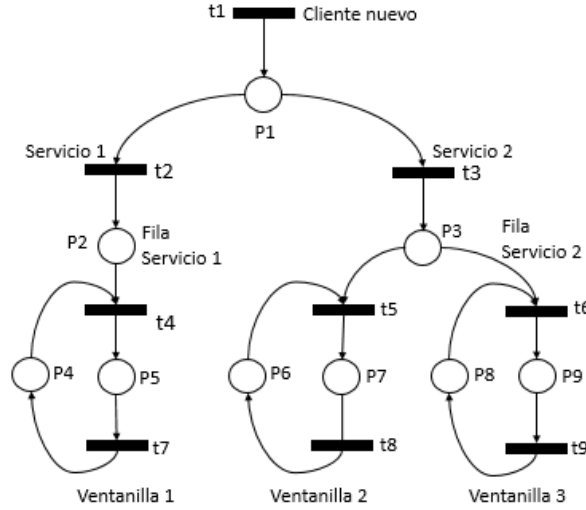 t1 Cliente nuevo
P1
Servicio 1
t2
Servicio 2
t3
P2
Fila
Servicio 1
P3
Fila
Servicio 2
t4
t5
t6
P4
P5
P6
P7
P8
P9
t7
t8
t9
Ventanilla 1
Ventanilla 2
Ventanilla 3